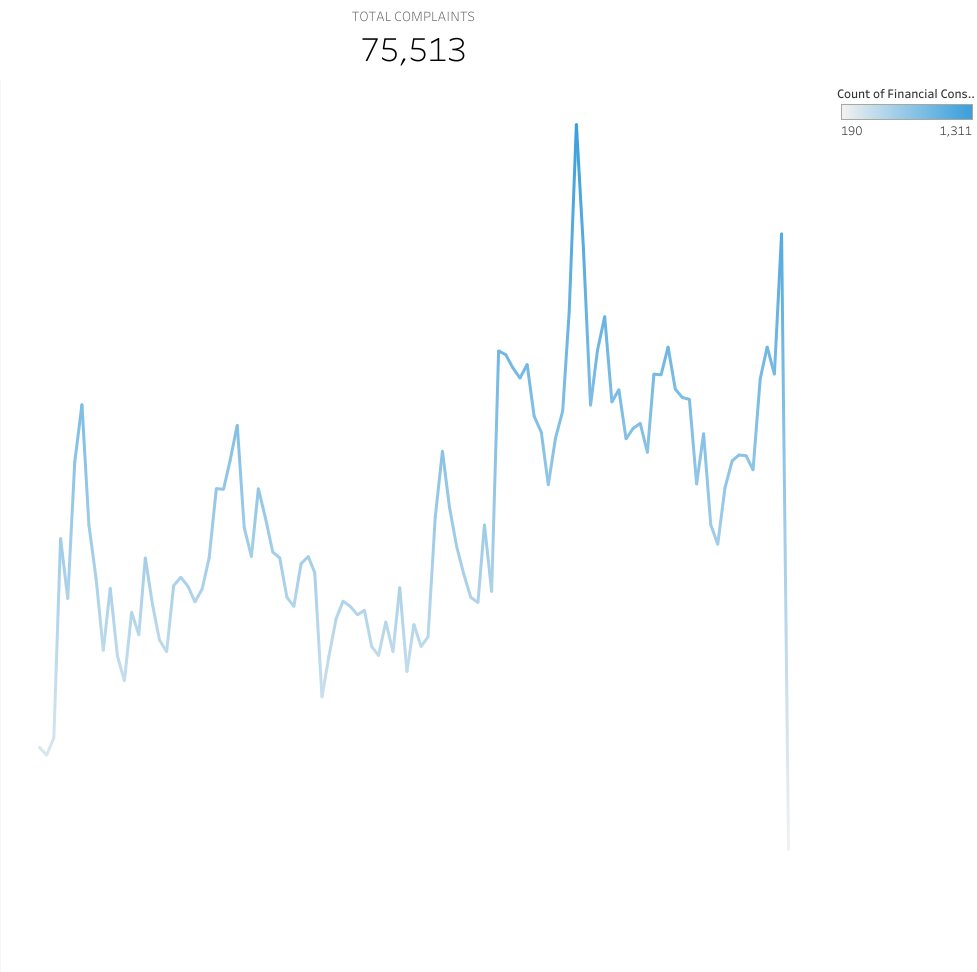 TOTAL COMPLAINTS
75,513
Count of Financial Cons..
190 1,311